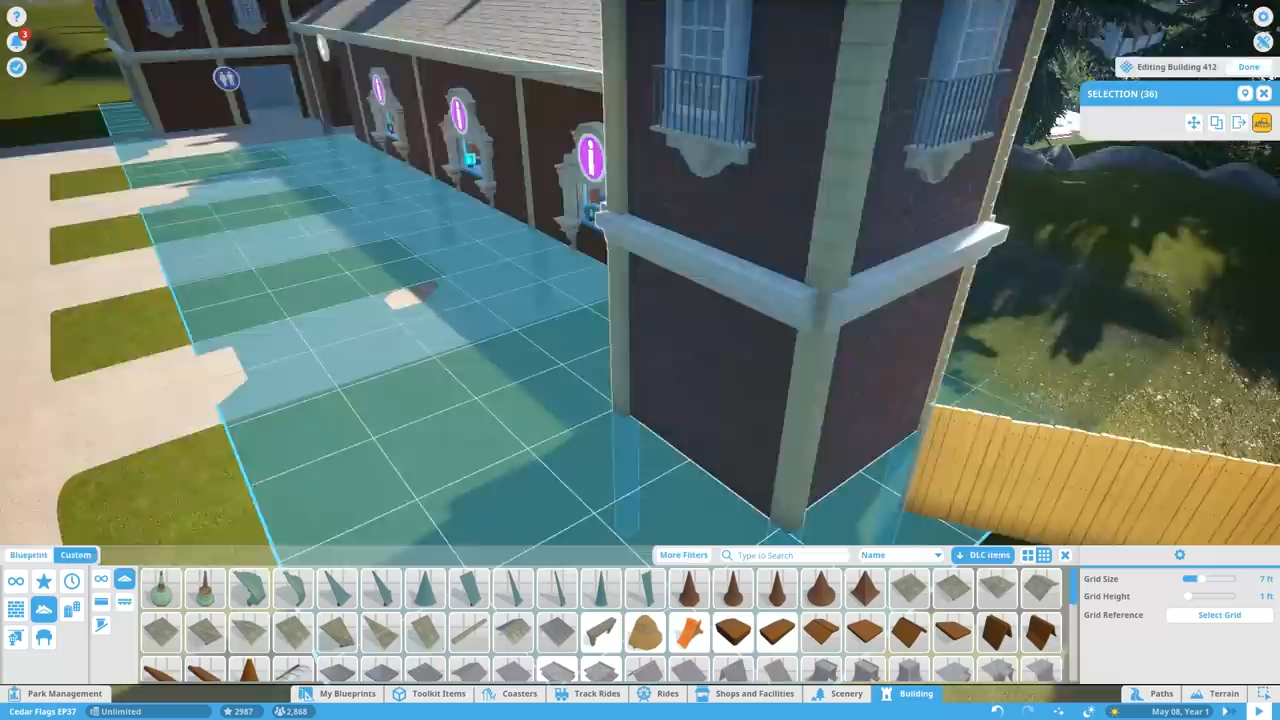 3
Editing Building 412
Done
SELECTION (36)
Blueprint
Custom
More Filters
Type to Search
Name
DLC Items
Grid Size
7 ft
Grid Height
1 ft
Grid Reference
Select Grid
Park Management
My Blueprints
Toolkit Items
Coasters
Track Rides
Rides
Shops and Facilities
Scenery
Building
Paths
Terrain
Cedar Flags EP37
Unlimited
2987
2,868
May 08, Year 1